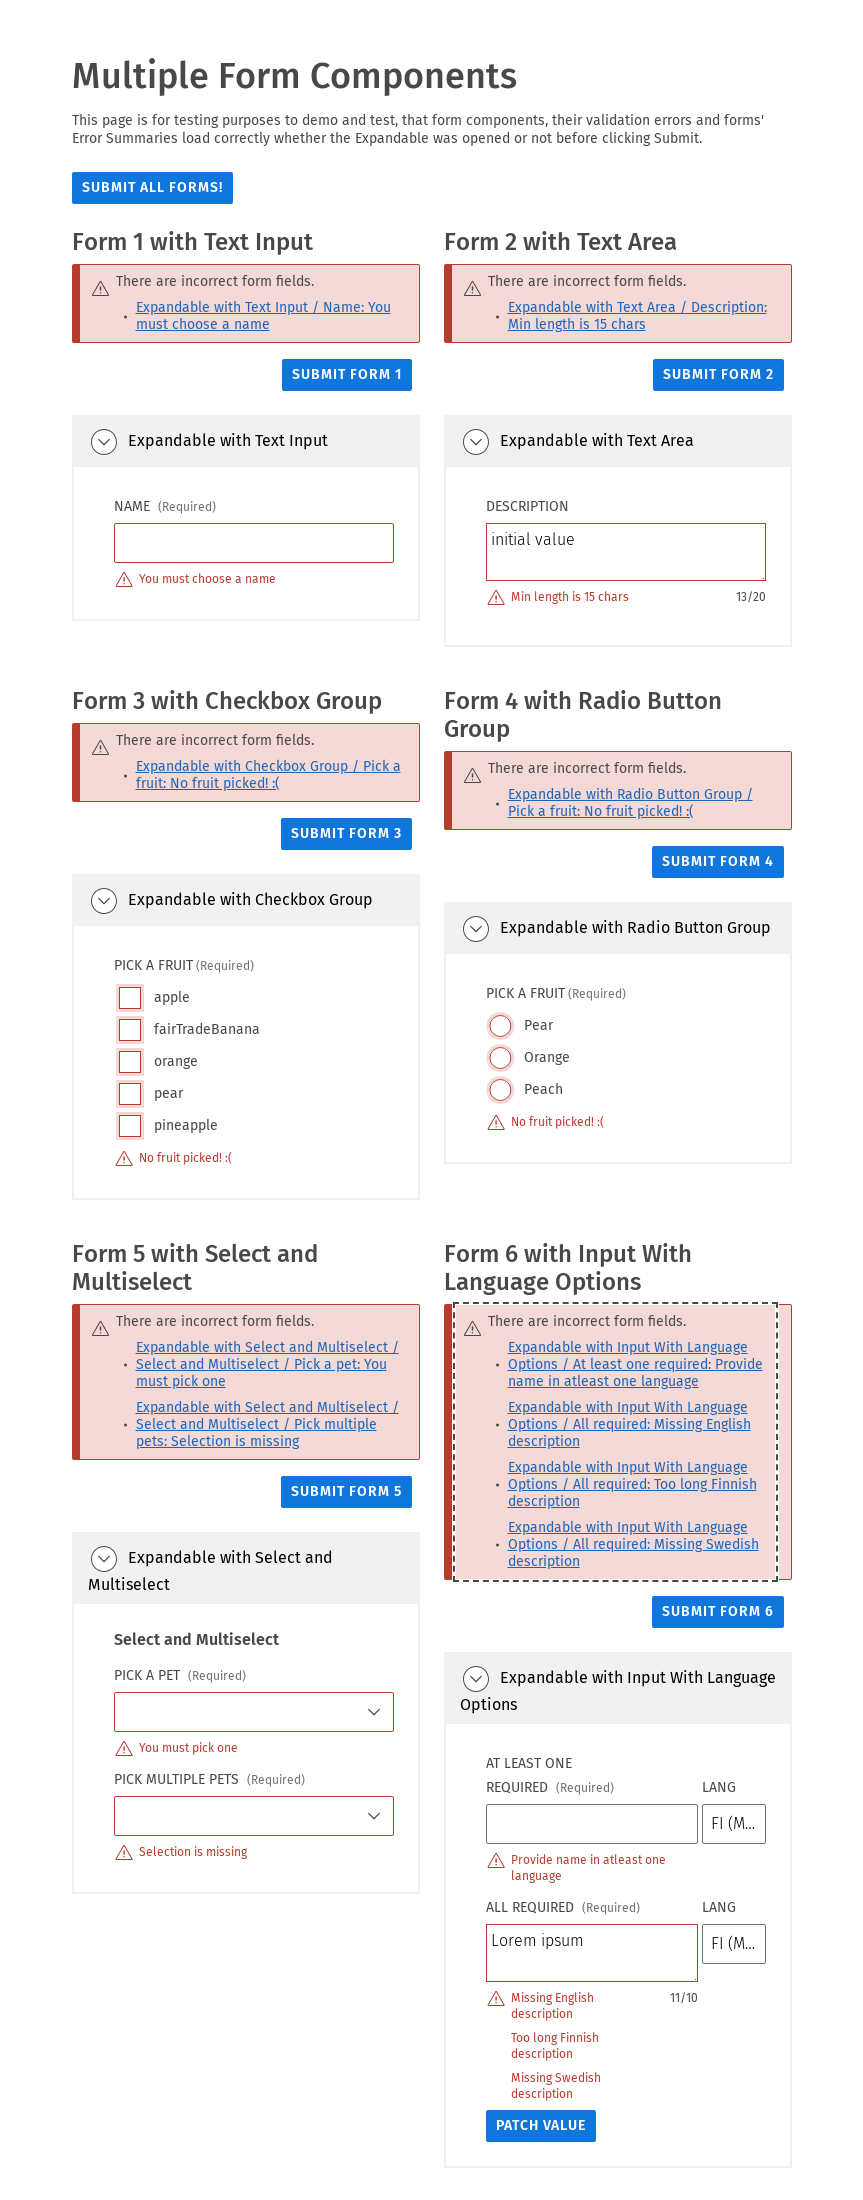 Multiple Form Components
This page is for testing purposes to demo and test, that form components, their validation errors and forms'
Error Summaries load correctly whether the Expandable was opened or not before clicking Submit.
SUBMIT ALL FORMS!
Form 1 with Text Input
There are incorrect form fields.
Expandable with Text Input / Name: You
must choose a name
SUBMIT FORM 1
Expandable with Text Input
NAME (Required)
You must choose a name
Form 2 with Text Area
There are incorrect form fields.
Expandable with Text Area / Description:
Min length is 15 chars
SUBMIT FORM 2
Expandable with Text Area
DESCRIPTION
initial value
Min length is 15 chars 13/20
Form 3 with Checkbox Group
There are incorrect form fields.
Expandable with Checkbox Group / Pick a
fruit: No fruit picked! :(
SUBMIT FORM 3
Expandable with Checkbox Group
PICK A FRUIT (Required)
apple
fairTradeBanana
orange
pear
pineapple
No fruit picked! :(
Form 4 with Radio Button
Group
There are incorrect form fields.
Expandable with Radio Button Group /
Pick a fruit: No fruit picked! :(
SUBMIT FORM 4
Expandable with Radio Button Group
PICK A FRUIT (Required)
Pear
Orange
Peach
No fruit picked! :(
Form 5 with Select and
Multiselect
There are incorrect form fields.
Expandable with Select and Multiselect /
Select and Multiselect / Pick a pet: You
must pick one
Expandable with Select and Multiselect /
Select and Multiselect / Pick multiple
pets: Selection is missing
SUBMIT FORM 5
Expandable with Select and
Multiselect
Select and Multiselect
PICK A PET (Required)
You must pick one
PICK MULTIPLE PETS (Required)
Selection is missing
Form 6 with Input With
Language Options
There are incorrect form fields.
Expandable with Input With Language
Options / At least one required: Provide
name in atleast one language
Expandable with Input With Language
Options / All required: Missing English
description
Expandable with Input With Language
Options / All required: Too long Finnish
description
Expandable with Input With Language
Options / All required: Missing Swedish
description
SUBMIT FORM 6
Expandable with Input With Language
Options
AT LEAST ONE
REQUIRED (Required) LANG
FI (M...
Provide name in atleast one
language
ALL REQUIRED (Required) LANG
Lorem ipsum FI (M...
Missing English 11/10
description
Too long Finnish
description
Missing Swedish
description
PATCH VALUE